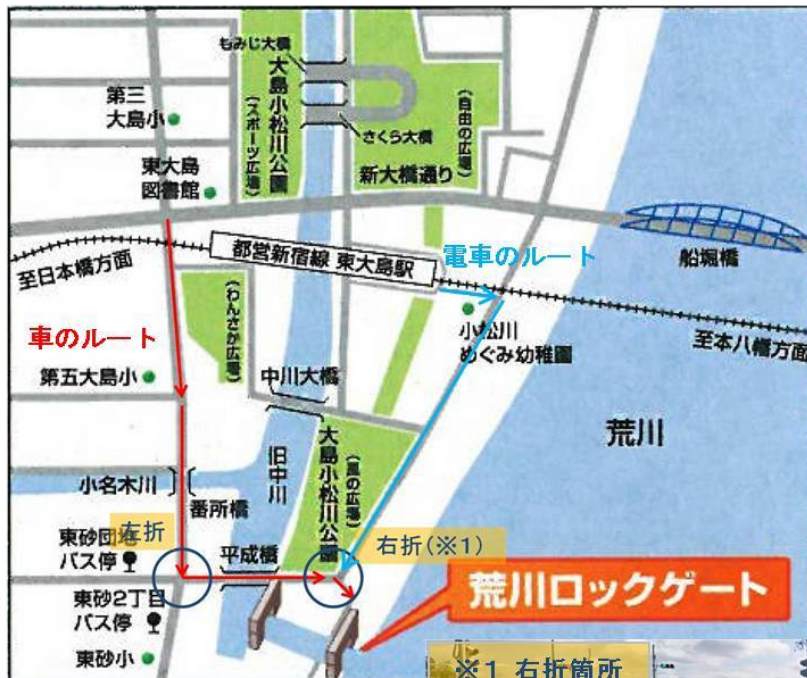 もみじ大橋
大島小松川公園
(スポーツ広場)
(自由の広場)
第三
大島小
さくら大橋
東大島
図書館
新大橋通り
都営新宿線 東大島駅
電車のルート
船堀橋
至日本橋方面
(わんさか広場)
車のルート
小松川
めぐみ幼稚園
至本八幡方面
第五大島小
中川大橋
荒川
大島小松川公園
(風の広場)
旧中川
小名木川
番所橋
東砂団地
バス停
左折
平成橋
右折(※1)
東砂2丁目
バス停
荒川ロックゲート
東砂小
※1 右折箇所